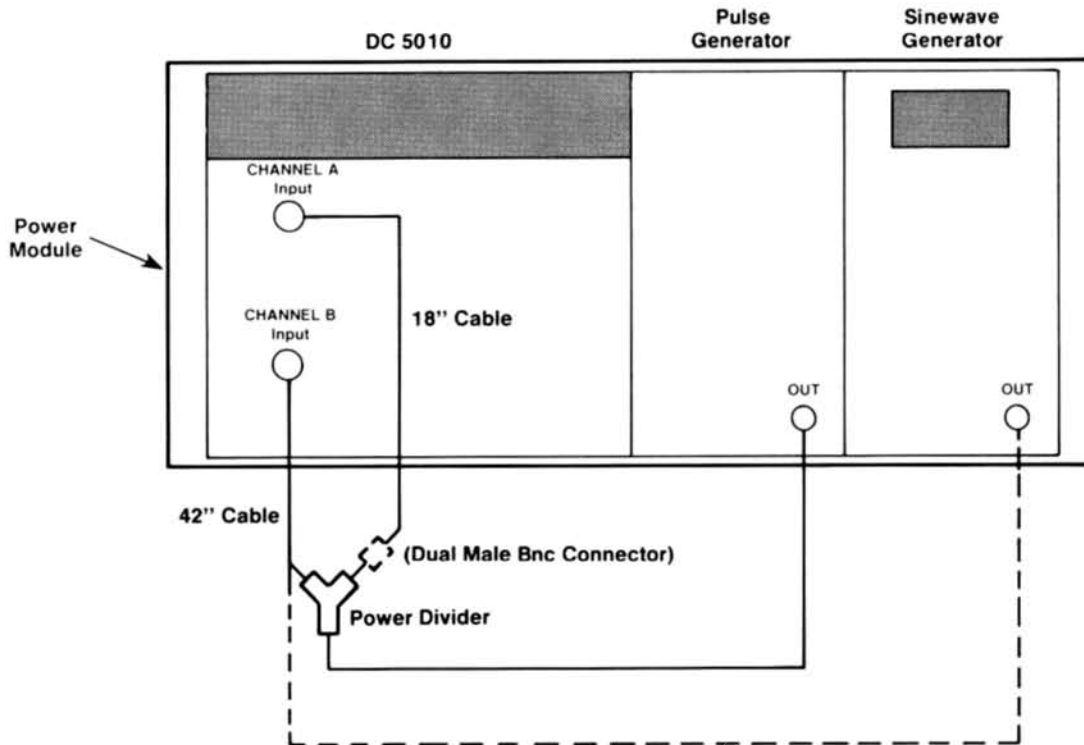 DC 5010
Pulse
Generator
Sinewave
Generator
CHANNEL A
Input
Power
Module
CHANNEL B
Input
18” Cable
OUT
OUT
42” Cable
(Dual Male Bnc Connector)
Power Divider